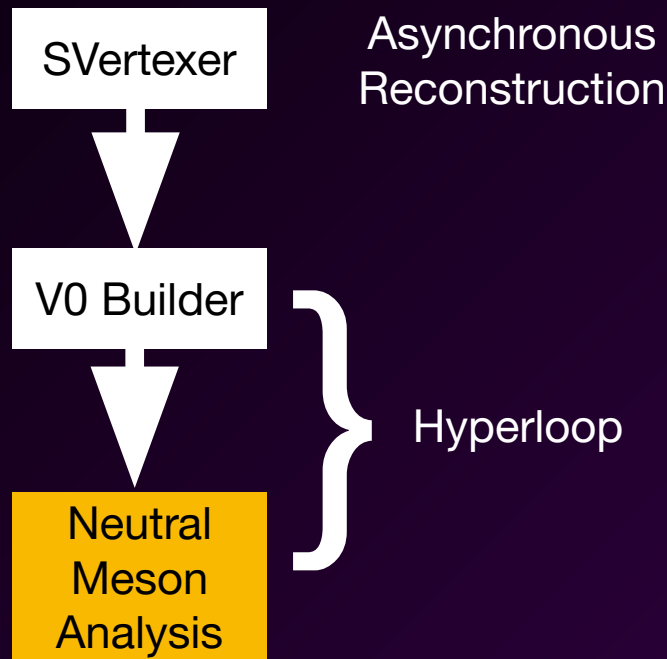 SVertexer
Asynchronous
Reconstruction
V0 Builder
Hyperloop
Neutral
Meson
Analysis